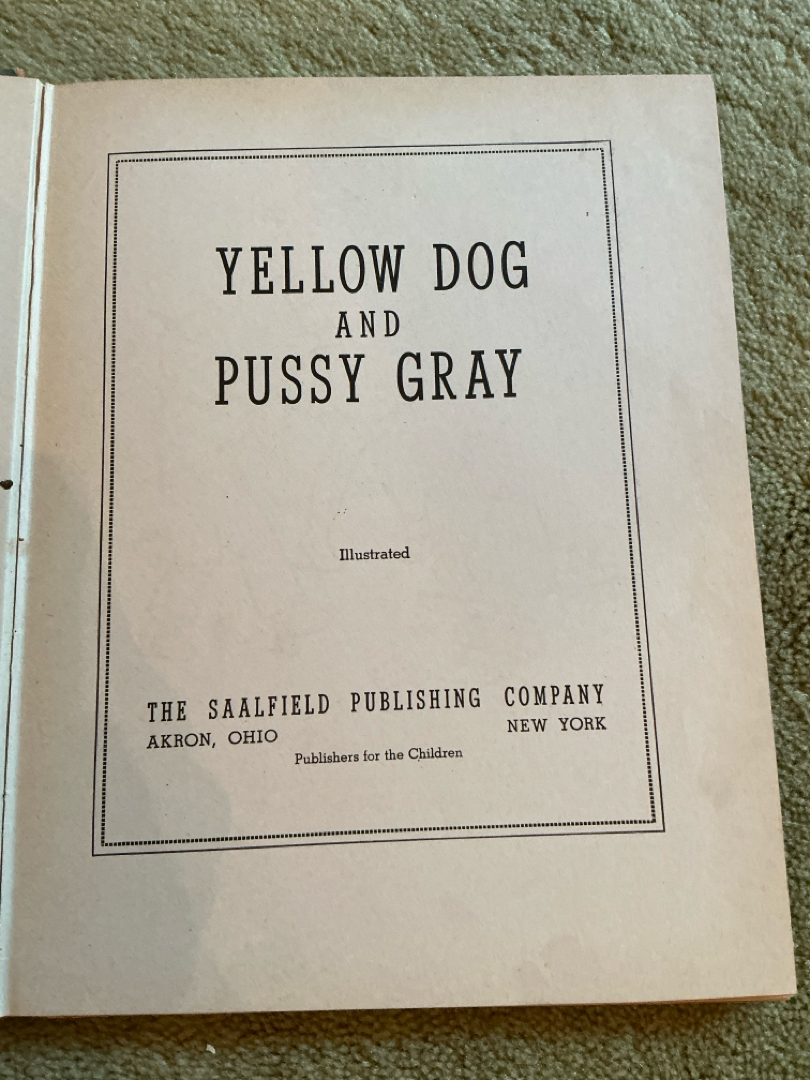 YELLOW DOG
AND
PUSSY GRAY
Illustrated
THE SAALFIELD PUBLISHING COMPANY
AKRON, OHIO NEW YORK
Publishers for the Children